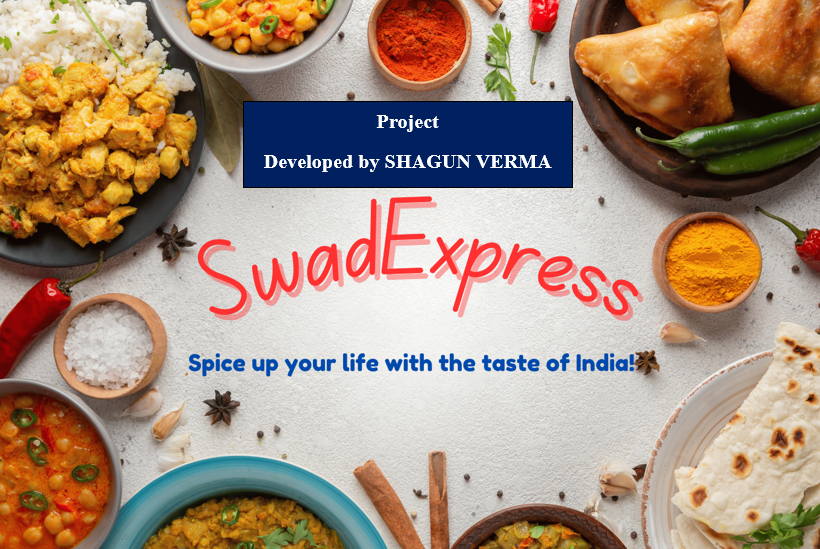 Project
Developed by SHAGUN VERMA
SwadExpress
Spice up your life with the taste of India!